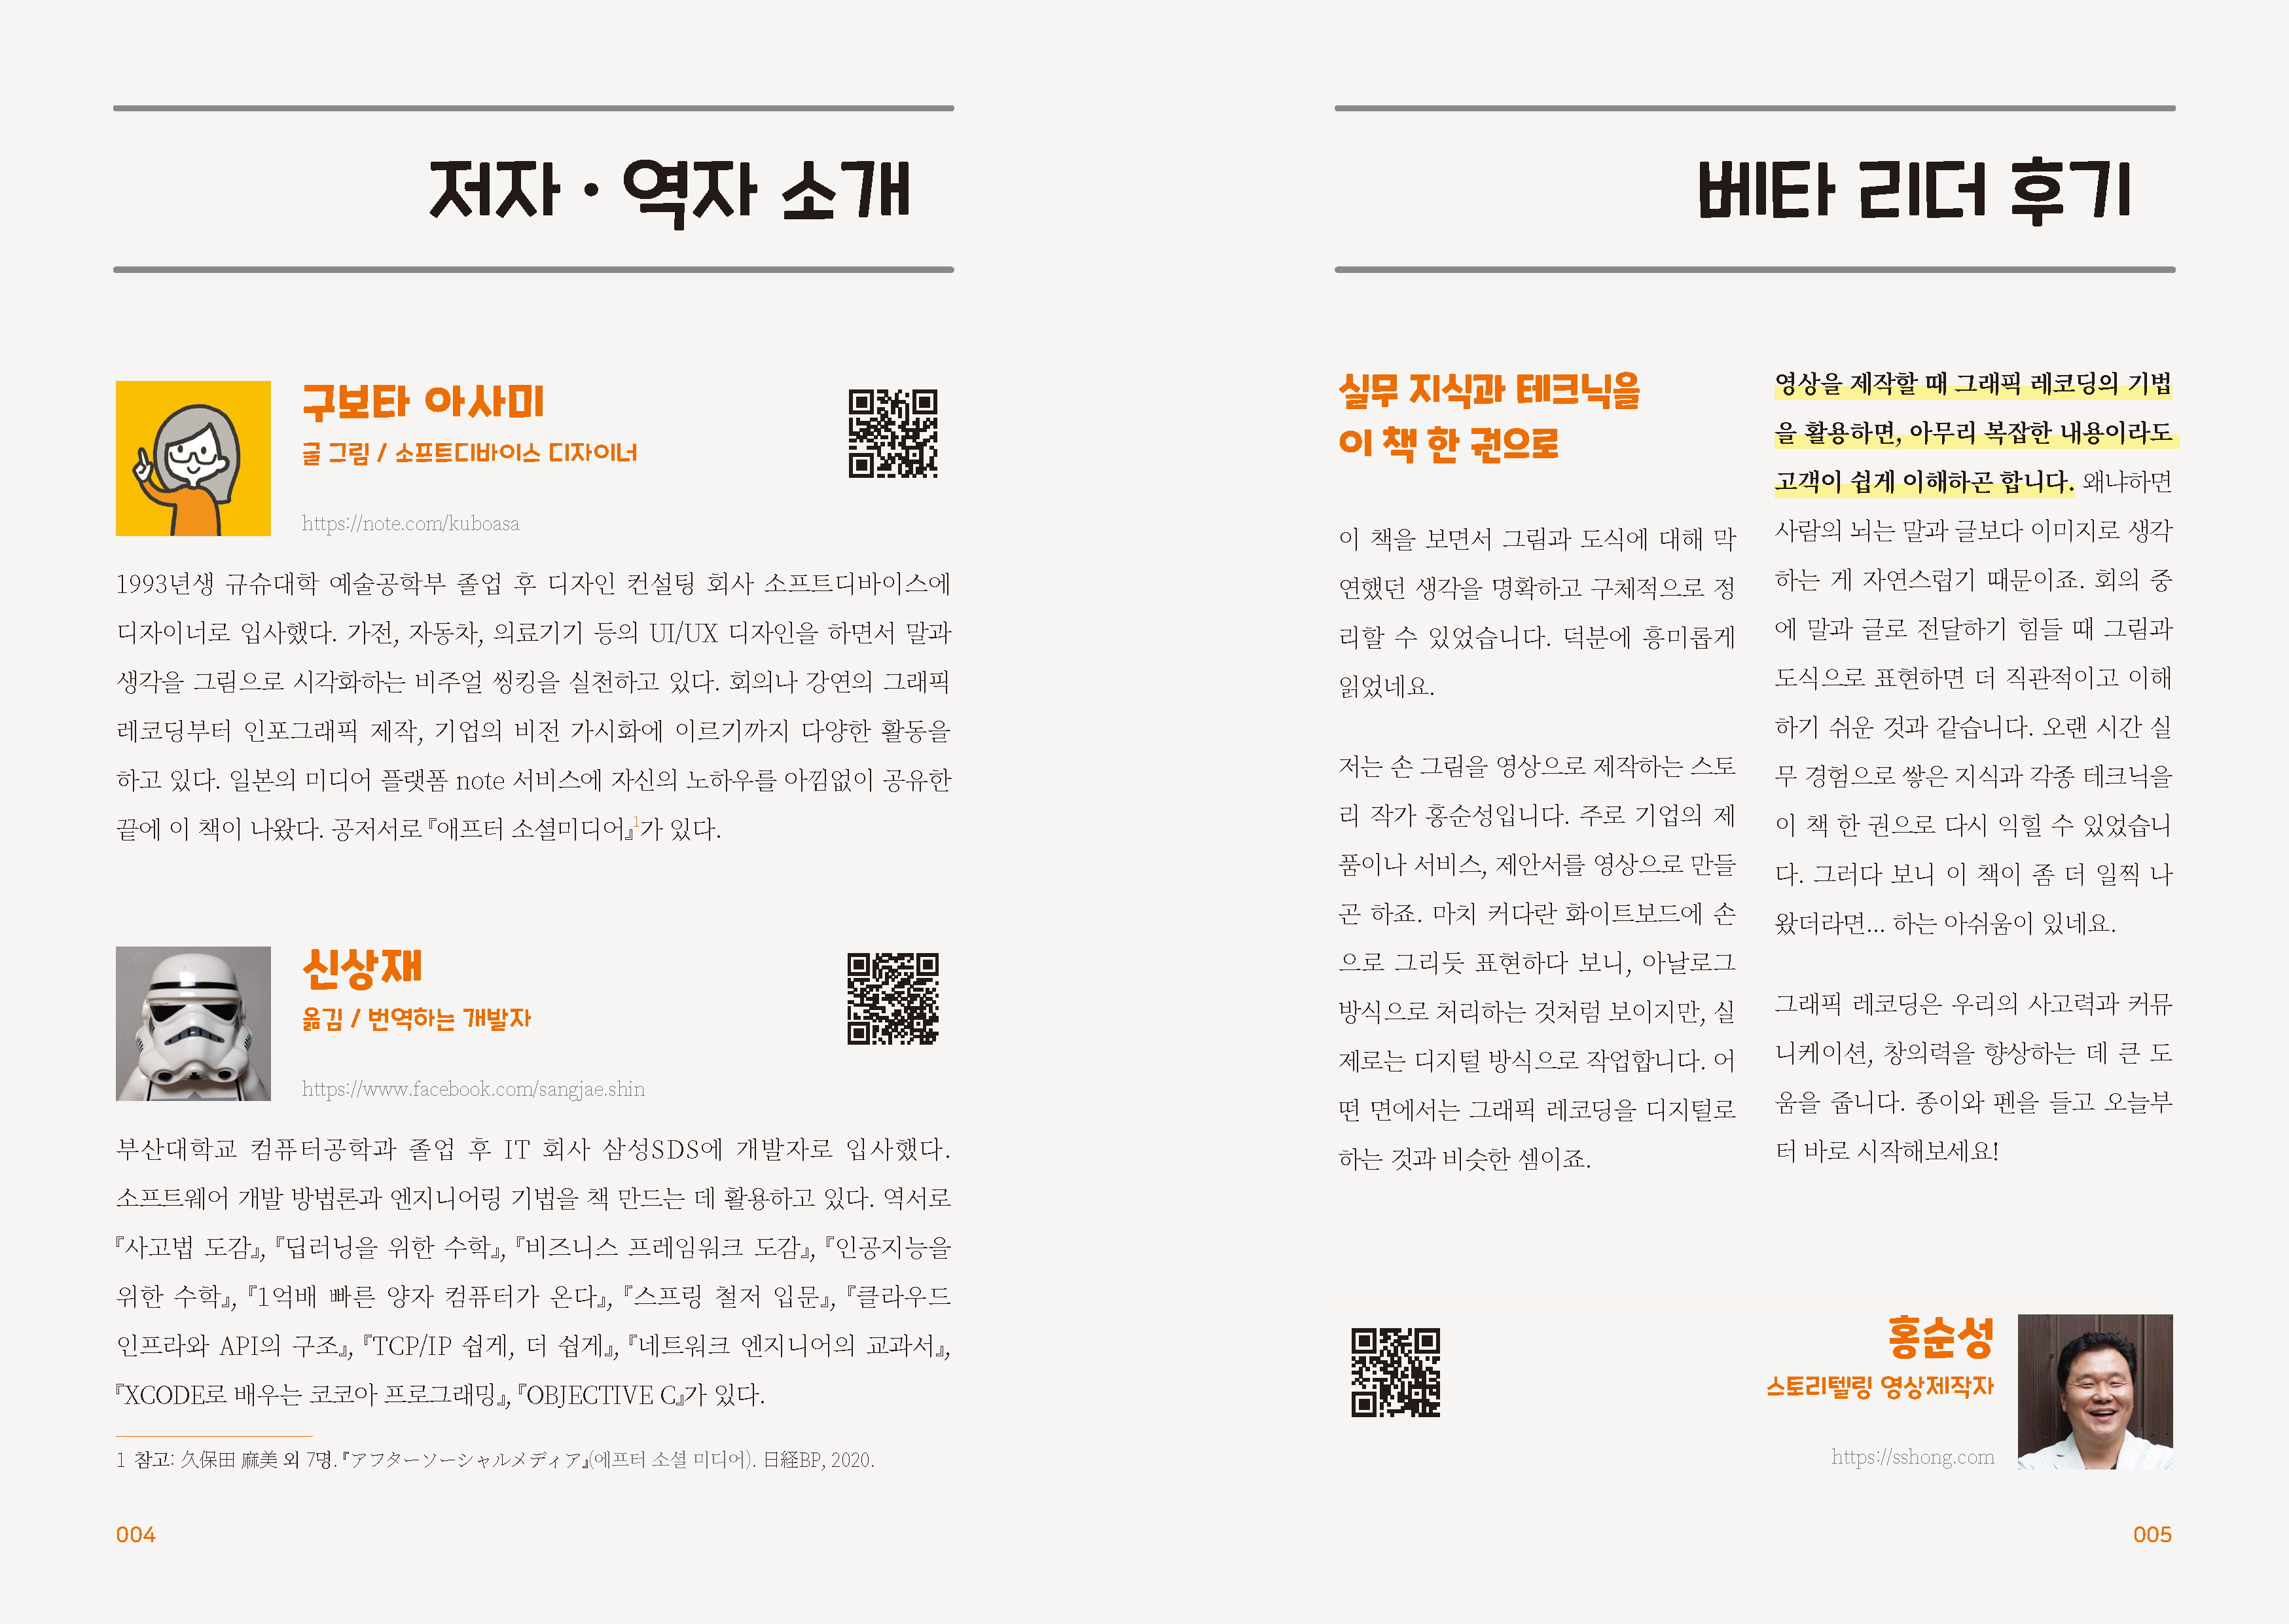 저자 · 역자 소개
구보타 아사미
글 그림 / 소프트디바이스 디자이너
https://note.com/kuboasa
1993년생 규슈대학 예술공학부 졸업 후 디자인 컨설팅 회사 소프트디바이스에
디자이너로 입사했다. 가전, 자동차, 의료기기 등의 UI/UX 디자인을 하면서 말과
생각을 그림으로 시각화하는 비주얼 씽킹을 실천하고 있다. 회의나 강연의 그래픽
레코딩부터 인포그래픽 제작, 기업의 비전 가시화에 이르기까지 다양한 활동을
하고 있다. 일본의 미디어 플랫폼 note 서비스에 자신의 노하우를 아낌없이 공유한
끝에 이 책이 나왔다. 공저서로 『애프터 소셜미디어』1가 있다.
신상재
옮김 / 번역하는 개발자
https://www.facebook.com/sangjae.shin
부산대학교 컴퓨터공학과 졸업 후 IT 회사 삼성SDS에 개발자로 입사했다.
소프트웨어 개발 방법론과 엔지니어링 기법을 책 만드는 데 활용하고 있다. 역서로
『사고법 도감』, 『딥러닝을 위한 수학』, 『비즈니스 프레임워크 도감』, 『인공지능을
위한 수학』, 『1억배 빠른 양자 컴퓨터가 온다』, 『스프링 철저 입문』, 『클라우드
인프라와 API의 구조』, 『TCP/IP 쉽게, 더 쉽게』, 『네트워크 엔지니어의 교과서』,
『XCODE로 배우는 코코아 프로그래밍』, 『OBJECTIVE C』가 있다.
1 참고: 久保田 麻美 외 7명. 『アフターソーシャルメディア』(에프터 소셜 미디어). 日経BP, 2020.
004
베타 리더 후기
실무 지식과 테크닉을
이 책 한 권으로
이 책을 보면서 그림과 도식에 대해 막
연했던 생각을 명확하고 구체적으로 정
리할 수 있었습니다. 덕분에 흥미롭게
읽었네요.
저는 손 그림을 영상으로 제작하는 스토
리 작가 홍순성입니다. 주로 기업의 제
품이나 서비스, 제안서를 영상으로 만들
곤 하죠. 마치 커다란 화이트보드에 손
으로 그리듯 표현하다 보니, 아날로그
방식으로 처리하는 것처럼 보이지만, 실
제로는 디지털 방식으로 작업합니다. 어
떤 면에서는 그래픽 레코딩을 디지털로
하는 것과 비슷한 셈이죠.
영상을 제작할 때 그래픽 레코딩의 기법
을 활용하면, 아무리 복잡한 내용이라도
고객이 쉽게 이해하곤 합니다. 왜냐하면
사람의 뇌는 말과 글보다 이미지로 생각
하는 게 자연스럽기 때문이죠. 회의 중
에 말과 글로 전달하기 힘들 때 그림과
도식으로 표현하면 더 직관적이고 이해
하기 쉬운 것과 같습니다. 오랜 시간 실
무 경험으로 쌓은 지식과 각종 테크닉을
이 책 한 권으로 다시 익힐 수 있었습니
다. 그러다 보니 이 책이 좀 더 일찍 나
왔더라면... 하는 아쉬움이 있네요.
그래픽 레코딩은 우리의 사고력과 커뮤
니케이션, 창의력을 향상하는 데 큰 도
움을 줍니다. 종이와 펜을 들고 오늘부
터 바로 시작해보세요!
홍순성
스토리텔링 영상제작자
https://sshong.com
005